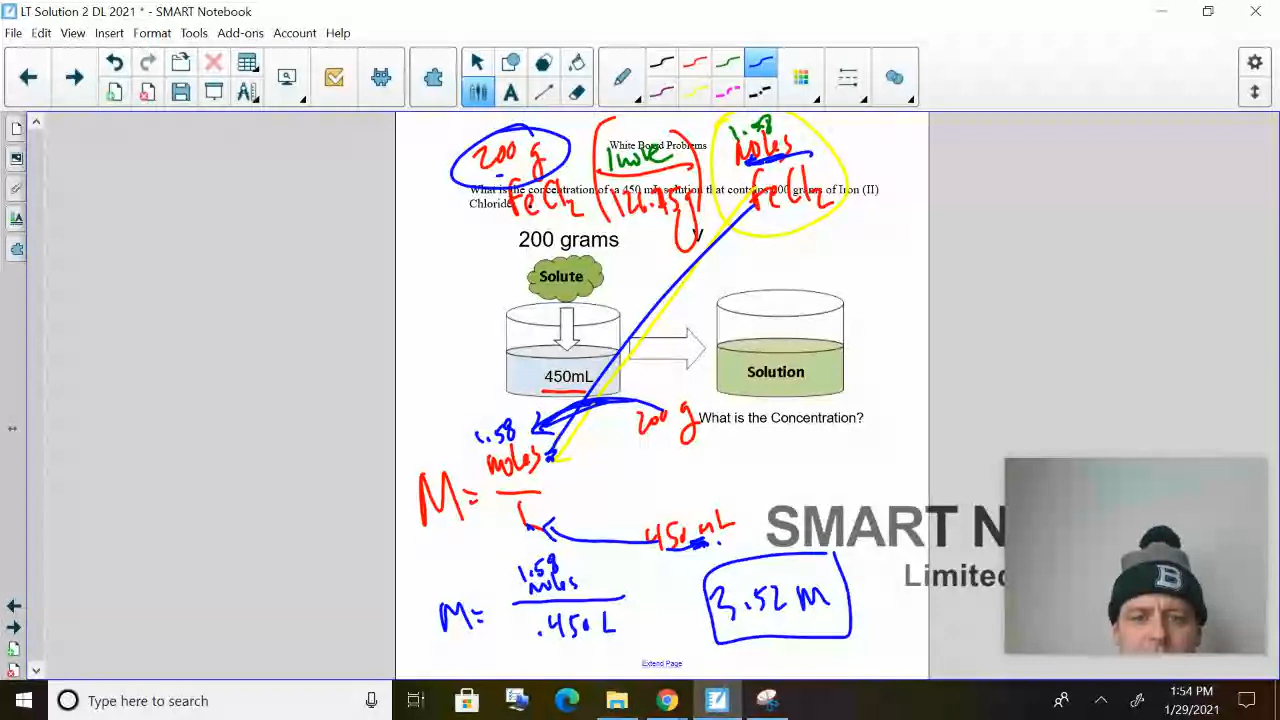 LT Solution 2 DL 2021 * - SMART Notebook
File Edit View Insert Format Tools Add-ons Account Help
White Board Problems
200 g
1 mole
1.58
moles
What is the concentration of a 450 mL solution that contains 200 grams of Iron (II)
Chloride
FeCl2
126.75g
FeCl2
200 grams
V
Solute
450mL
Solution
What is the Concentration?
200 g
1.58
moles
M=
L
450 mL
SMART N
Limited
1.58
moles
M=
.450 L
3.52 M
B
Extend Page
Type here to search
1:54 PM
1/29/2021